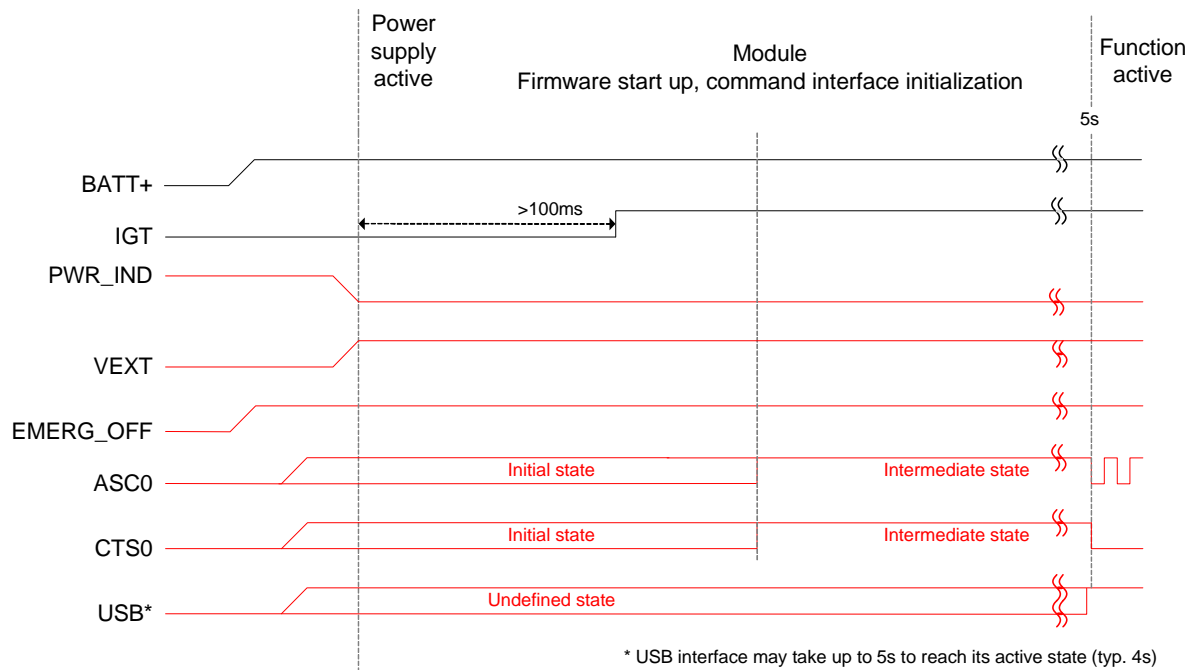 Power
supply
active
Module
Firmware start up, command interface initialization
Function
active
5s
BATT+
>100ms
IGT
PWR_IND
VEXT
EMERG_OFF
Initial state
Intermediate state
ASC0
Initial state
Intermediate state
CTS0
Undefined state
USB*
* USB interface may take up to 5s to reach its active state (typ. 4s)